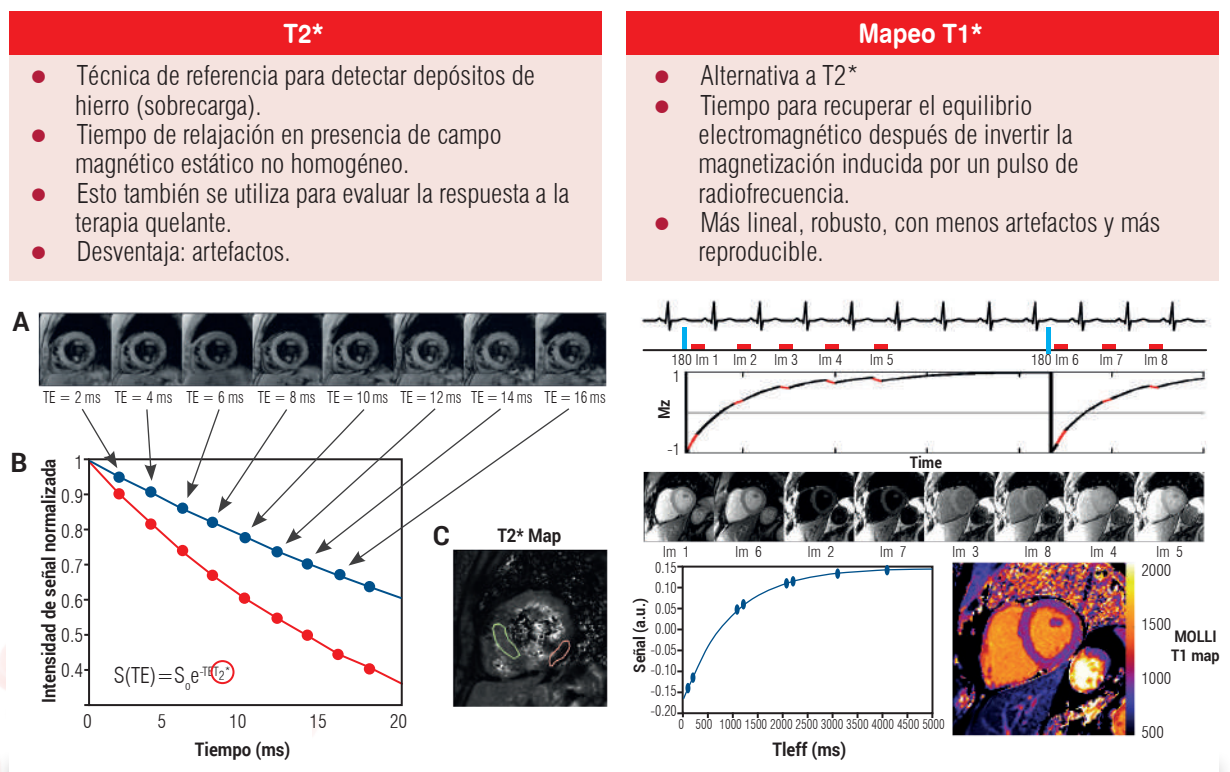 T2*
● Técnica de referencia para detectar depósitos de
hierro (sobrecarga).
● Tiempo de relajación en presencia de campo
magnético estático no homogéneo.
● Esto también se utiliza para evaluar la respuesta a la
terapia quelante.
● Desventaja: artefactos.
Mapeo T1*
● Alternativa a T2*
● Tiempo para recuperar el equilibrio
electromagnético después de invertir la
magnetización inducida por un pulso de
radiofrecuencia.
● Más lineal, robusto, con menos artefactos y más
reproducible.
A
TE = 2 ms TE = 4 ms TE = 6 ms TE = 8 ms TE = 10 ms TE = 12 ms TE = 14 ms TE = 16 ms
B
Intensidad de señal normalizada
1
0.9
0.8
0.7
0.6
0.5
0.4
S(TE)=S₀e-TET₂*
0 5 10 15 20
Tiempo (ms)
C
T2* Map
180 Im 1 Im 2 Im 3 Im 4 Im 5 180 Im 6 Im 7 Im 8
Mz
1
-1
Time
Im 1 Im 6 Im 2 Im 7 Im 3 Im 8 Im 4 Im 5
Señal (a.u.)
0.15
0.10
0.05
0.00
-0.05
-0.10
-0.15
-0.20
0 500 1000 1500 2000 2500 3000 3500 4000 4500 5000
Tleff (ms)
2000
1500
1000
500
MOLLI
T1 map